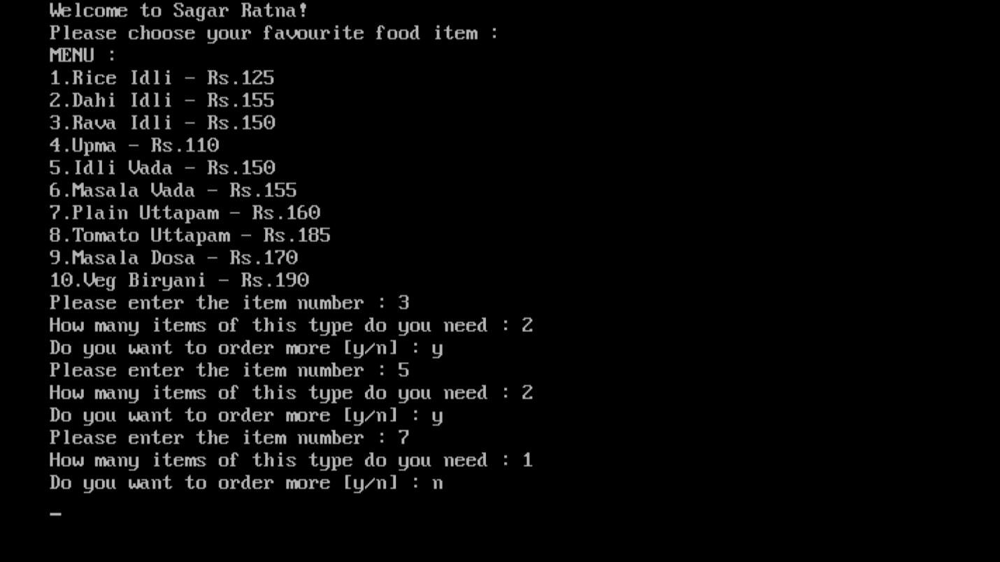 Welcome to Sagar Ratna!
Please choose your favourite food item :
MENU :
1.Rice Idli - Rs.125
2.Dahi Idli - Rs.155
3.Rava Idli - Rs.150
4.Upma - Rs.110
5.Idli Vada - Rs.150
6.Masala Vada - Rs.155
7.Plain Uttapam - Rs.160
8.Tomato Uttapam - Rs.185
9.Masala Dosa - Rs.170
10.Veg Biryani - Rs.190
Please enter the item number : 3
How many items of this type do you need : 2
Do you want to order more [y/n] : y
Please enter the item number : 5
How many items of this type do you need : 2
Do you want to order more [y/n] : y
Please enter the item number : 7
How many items of this type do you need : 1
Do you want to order more [y/n] : n
_